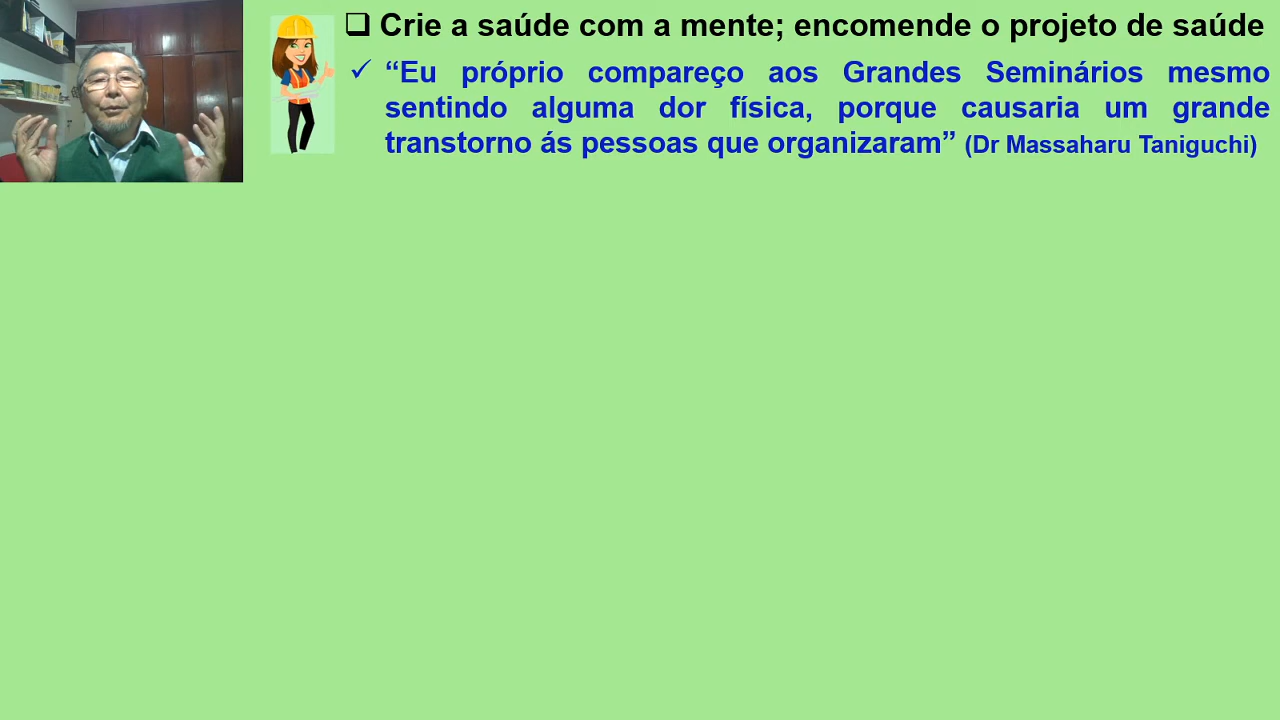 Crie a saúde com a mente; encomende o projeto de saúde
“Eu próprio compareço aos Grandes Seminários mesmo
sentindo alguma dor física, porque causaria um grande
transtorno ás pessoas que organizaram” (Dr Massaharu Taniguchi)